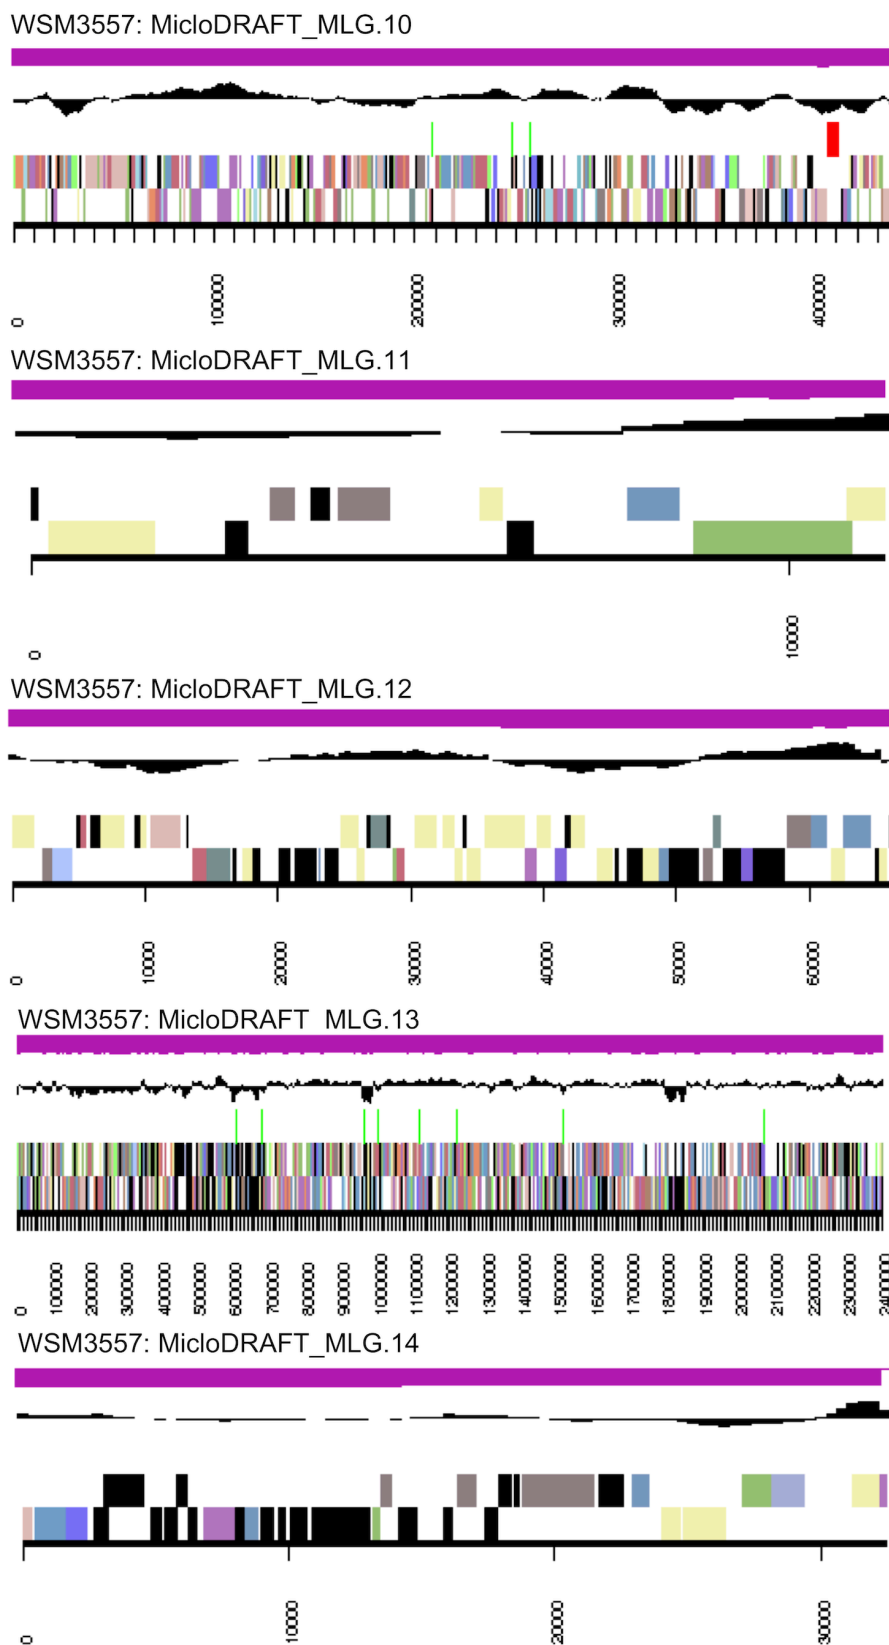 WSM3557: MicloDRAFT_MLG.10
0 100000 200000 300000 400000
WSM3557: MicloDRAFT_MLG.11
0 10000
WSM3557: MicloDRAFT_MLG.12
0 10000 20000 30000 40000 50000 60000
WSM3557: MicloDRAFT MLG.13
0 100000 200000 300000 400000 500000 600000 700000 800000 900000 1000000 1100000 1200000 1300000 1400000 1500000 1600000 1700000 1800000 1900000 2000000 2100000 2200000 2300000
WSM3557: MicloDRAFT_MLG.14
0 10000 20000 30000